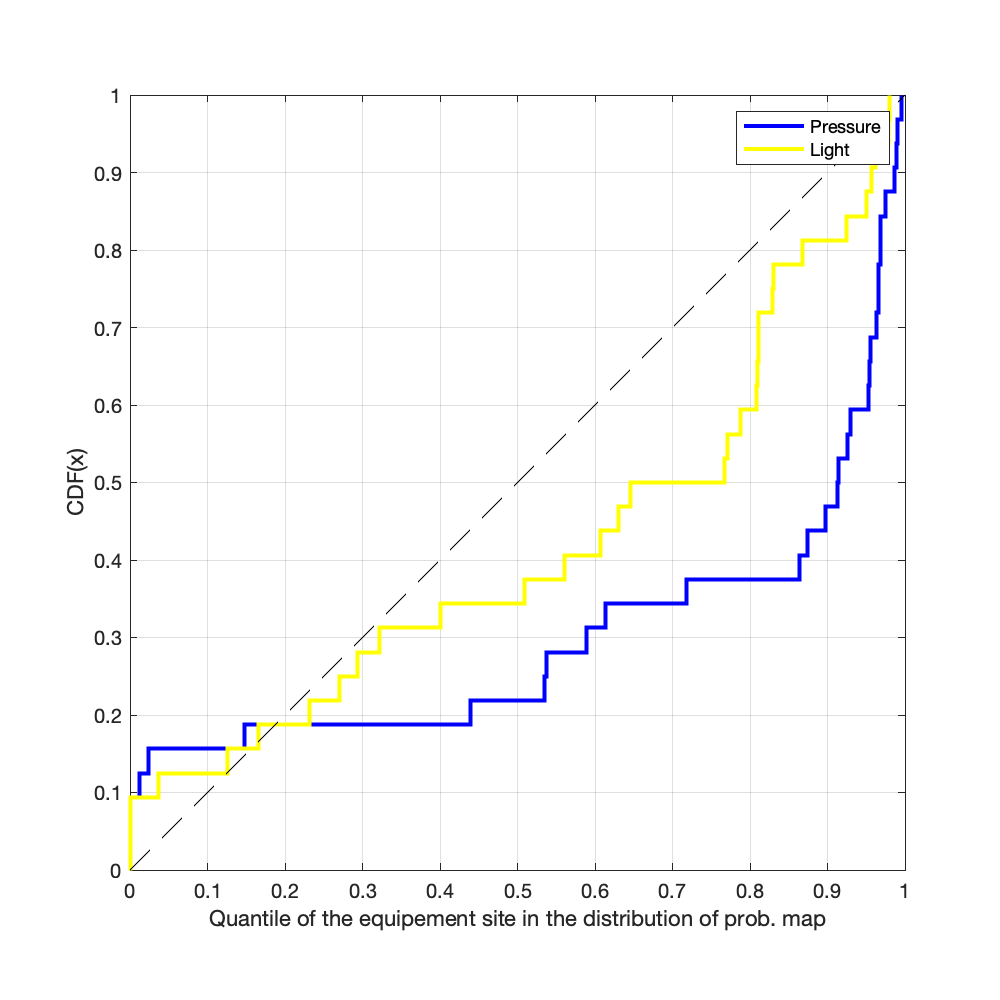 Pressure
Light
1
0.9
0.8
0.7
0.6
0.5
0.4
0.3
0.2
0.1
0
CDF(x)
0 0.1 0.2 0.3 0.4 0.5 0.6 0.7 0.8 0.9 1
Quantile of the equipement site in the distribution of prob. map